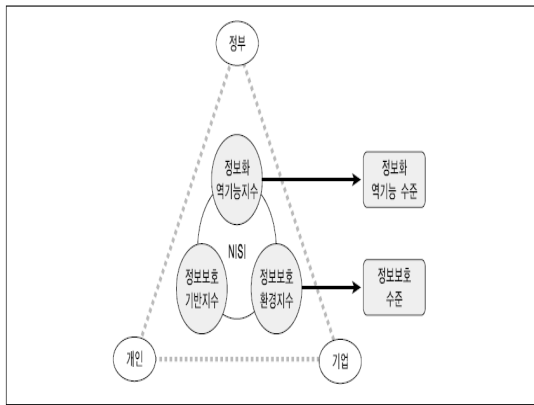 정부
정보화
역기능지수
정보화
역기능 수준
NISI
정보보호
기반지수
정보보호
환경지수
정보보호
수준
개인
기업